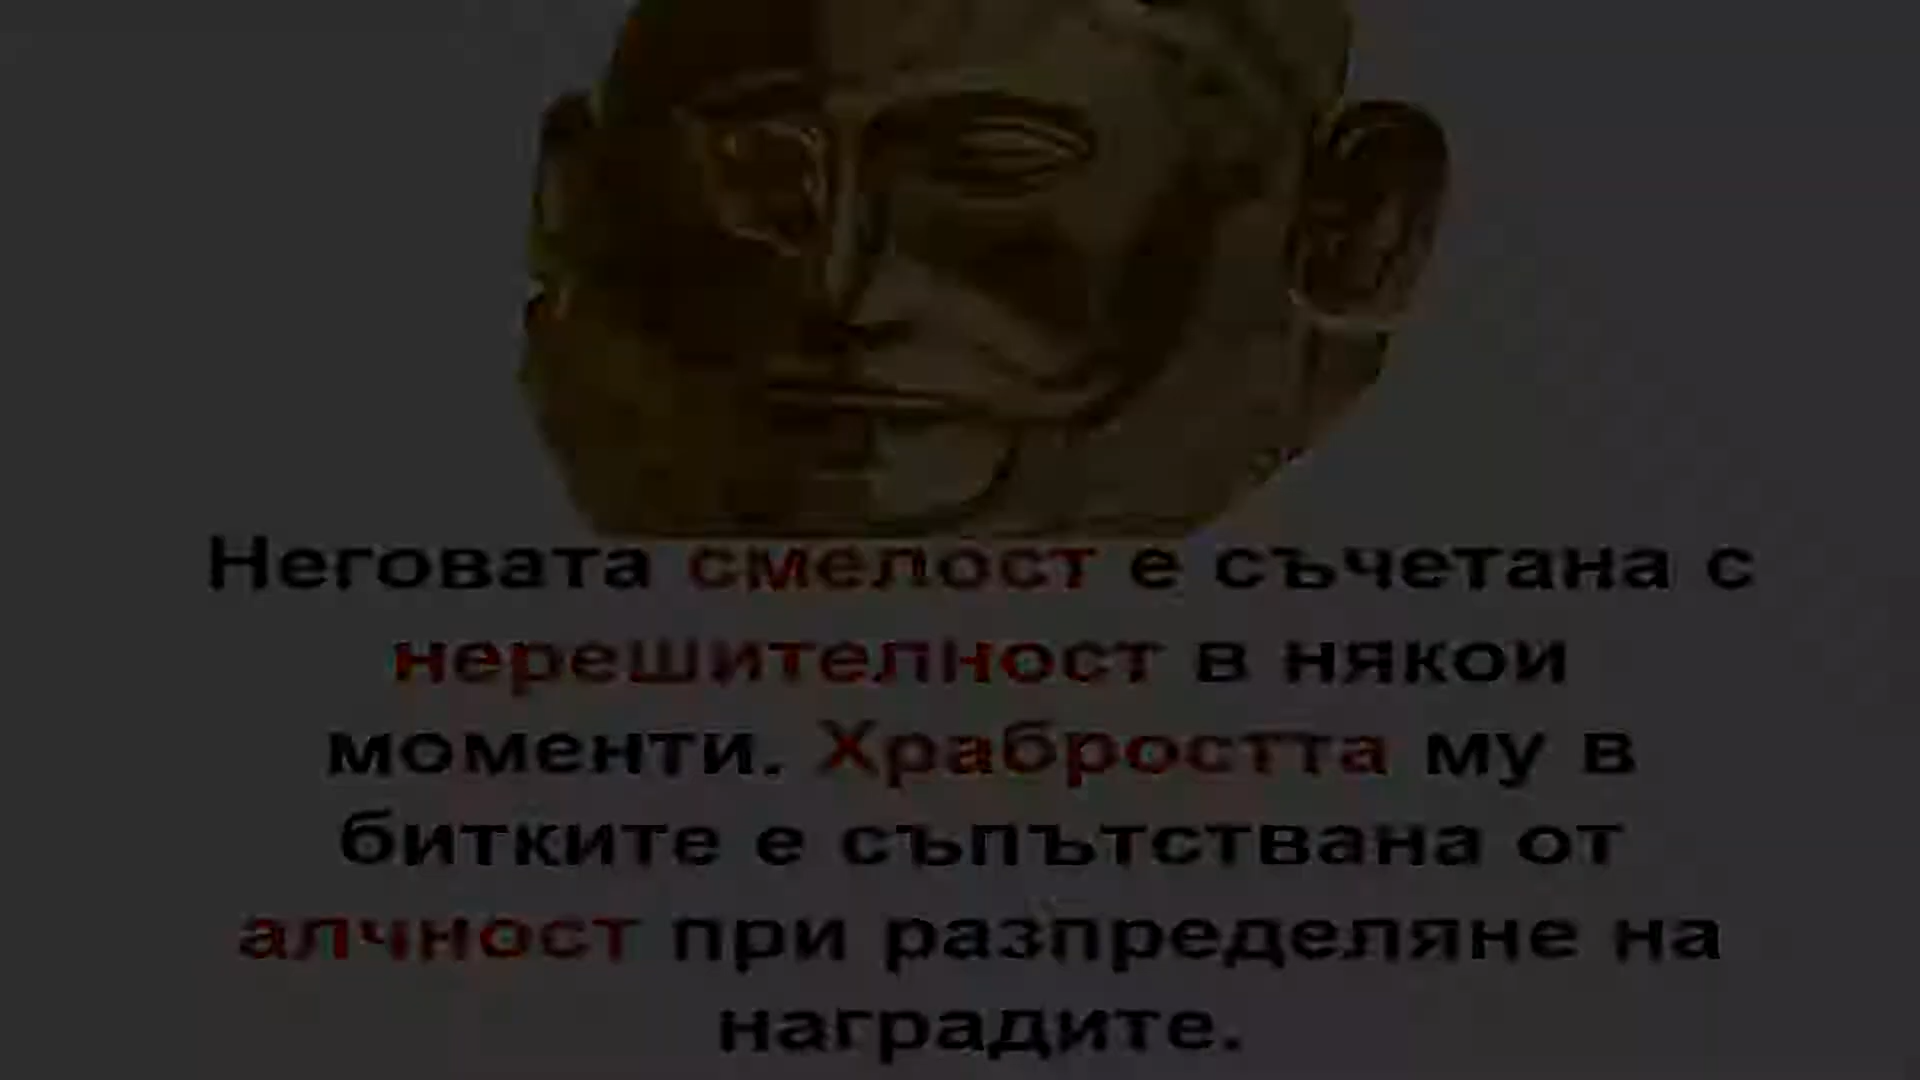 Неговата смелост е съчетана с
нерешителност в някои
моменти. Храбростта му в
битките е съпътствана от
алчност при разпределяне на
наградите.